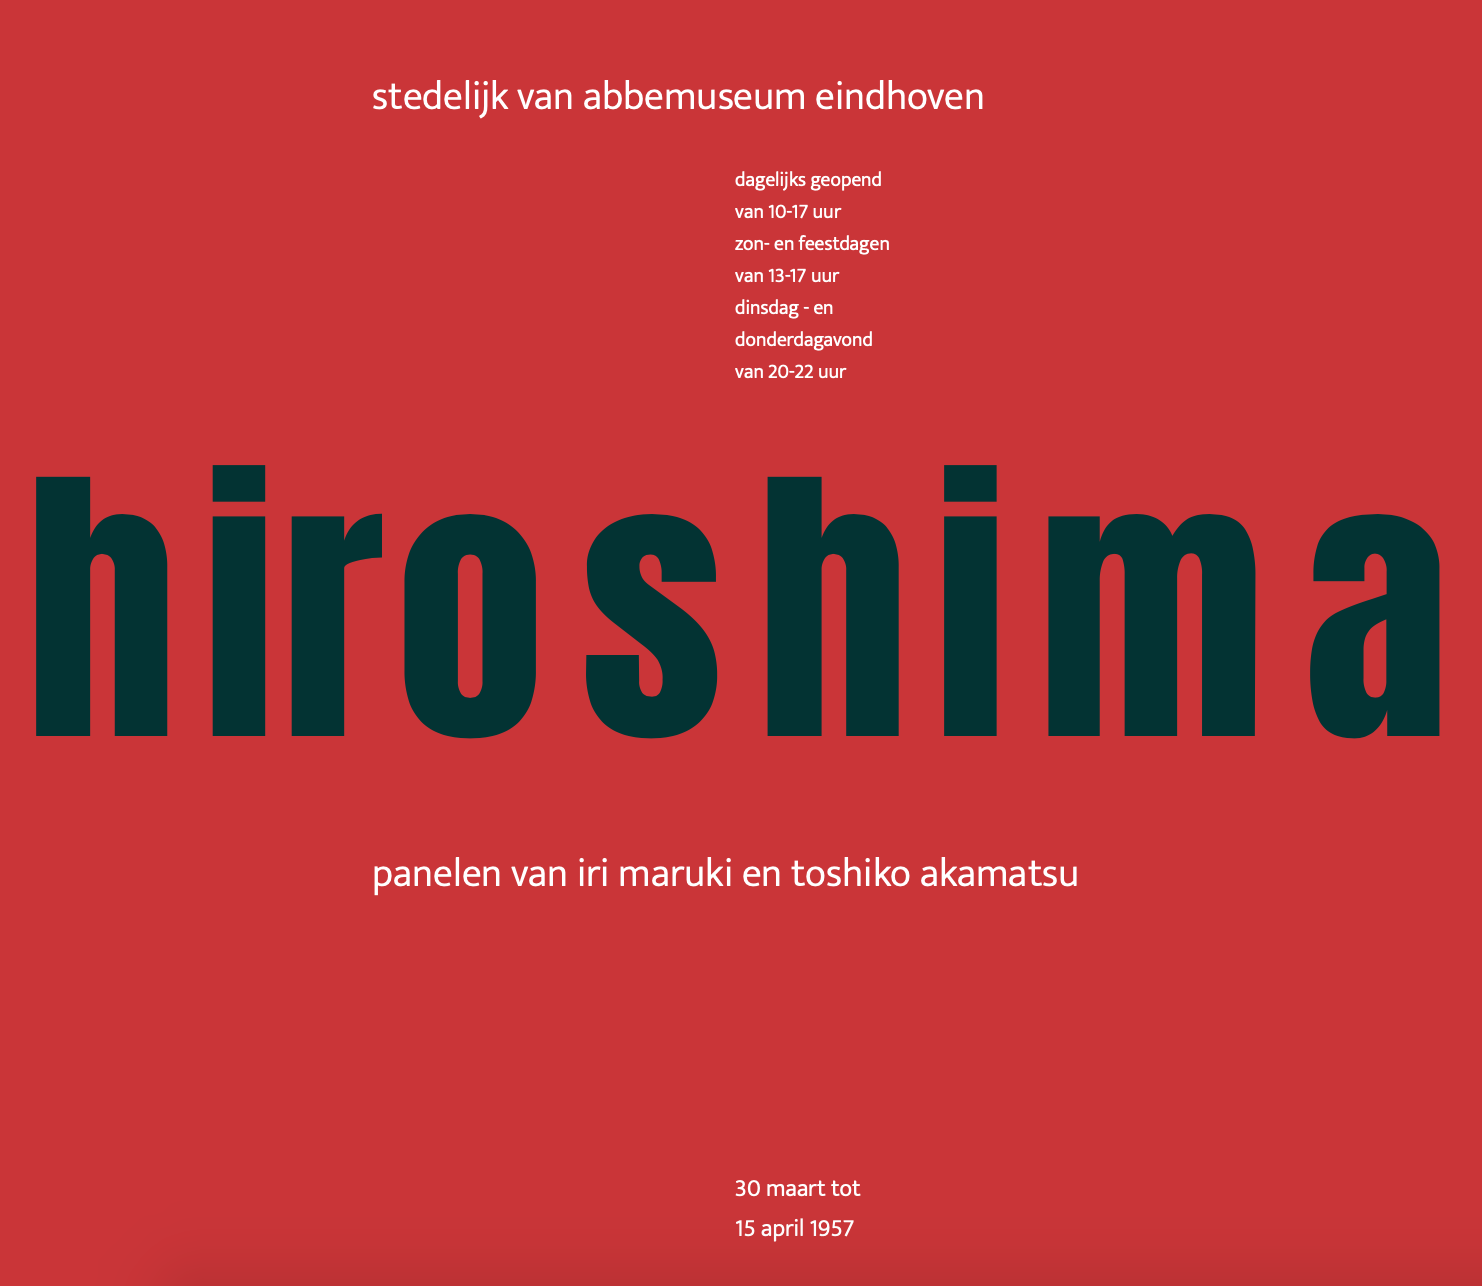 stedelijk van abbemuseum eindhoven
dagelijks geopend
van 10-17 uur
zon- en feestdagen
van 13-17 uur
dinsdag - en
donderdagavond
van 20-22 uur
hiroshima
panelen van iri maruki en toshiko akamatsu
30 maart tot
15 april 1957